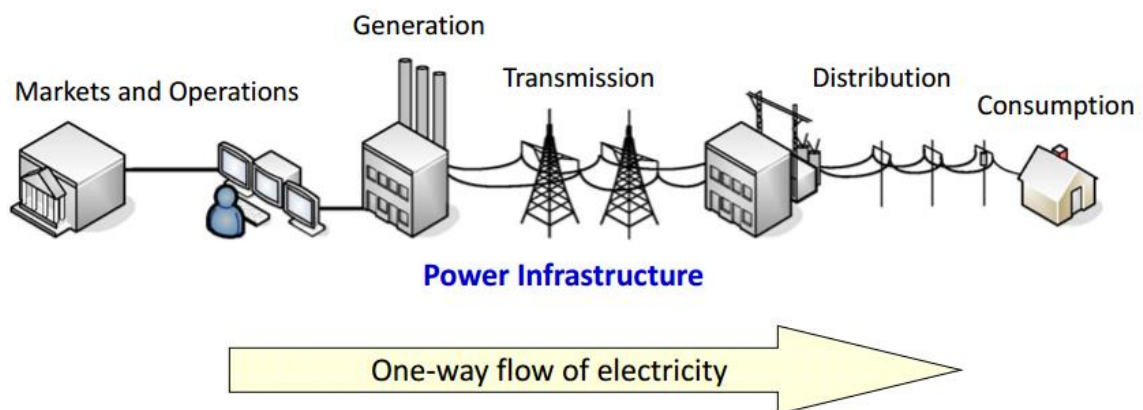 Generation
Transmission
Distribution
Markets and Operations
Consumption
Power Infrastructure
One-way flow of electricity